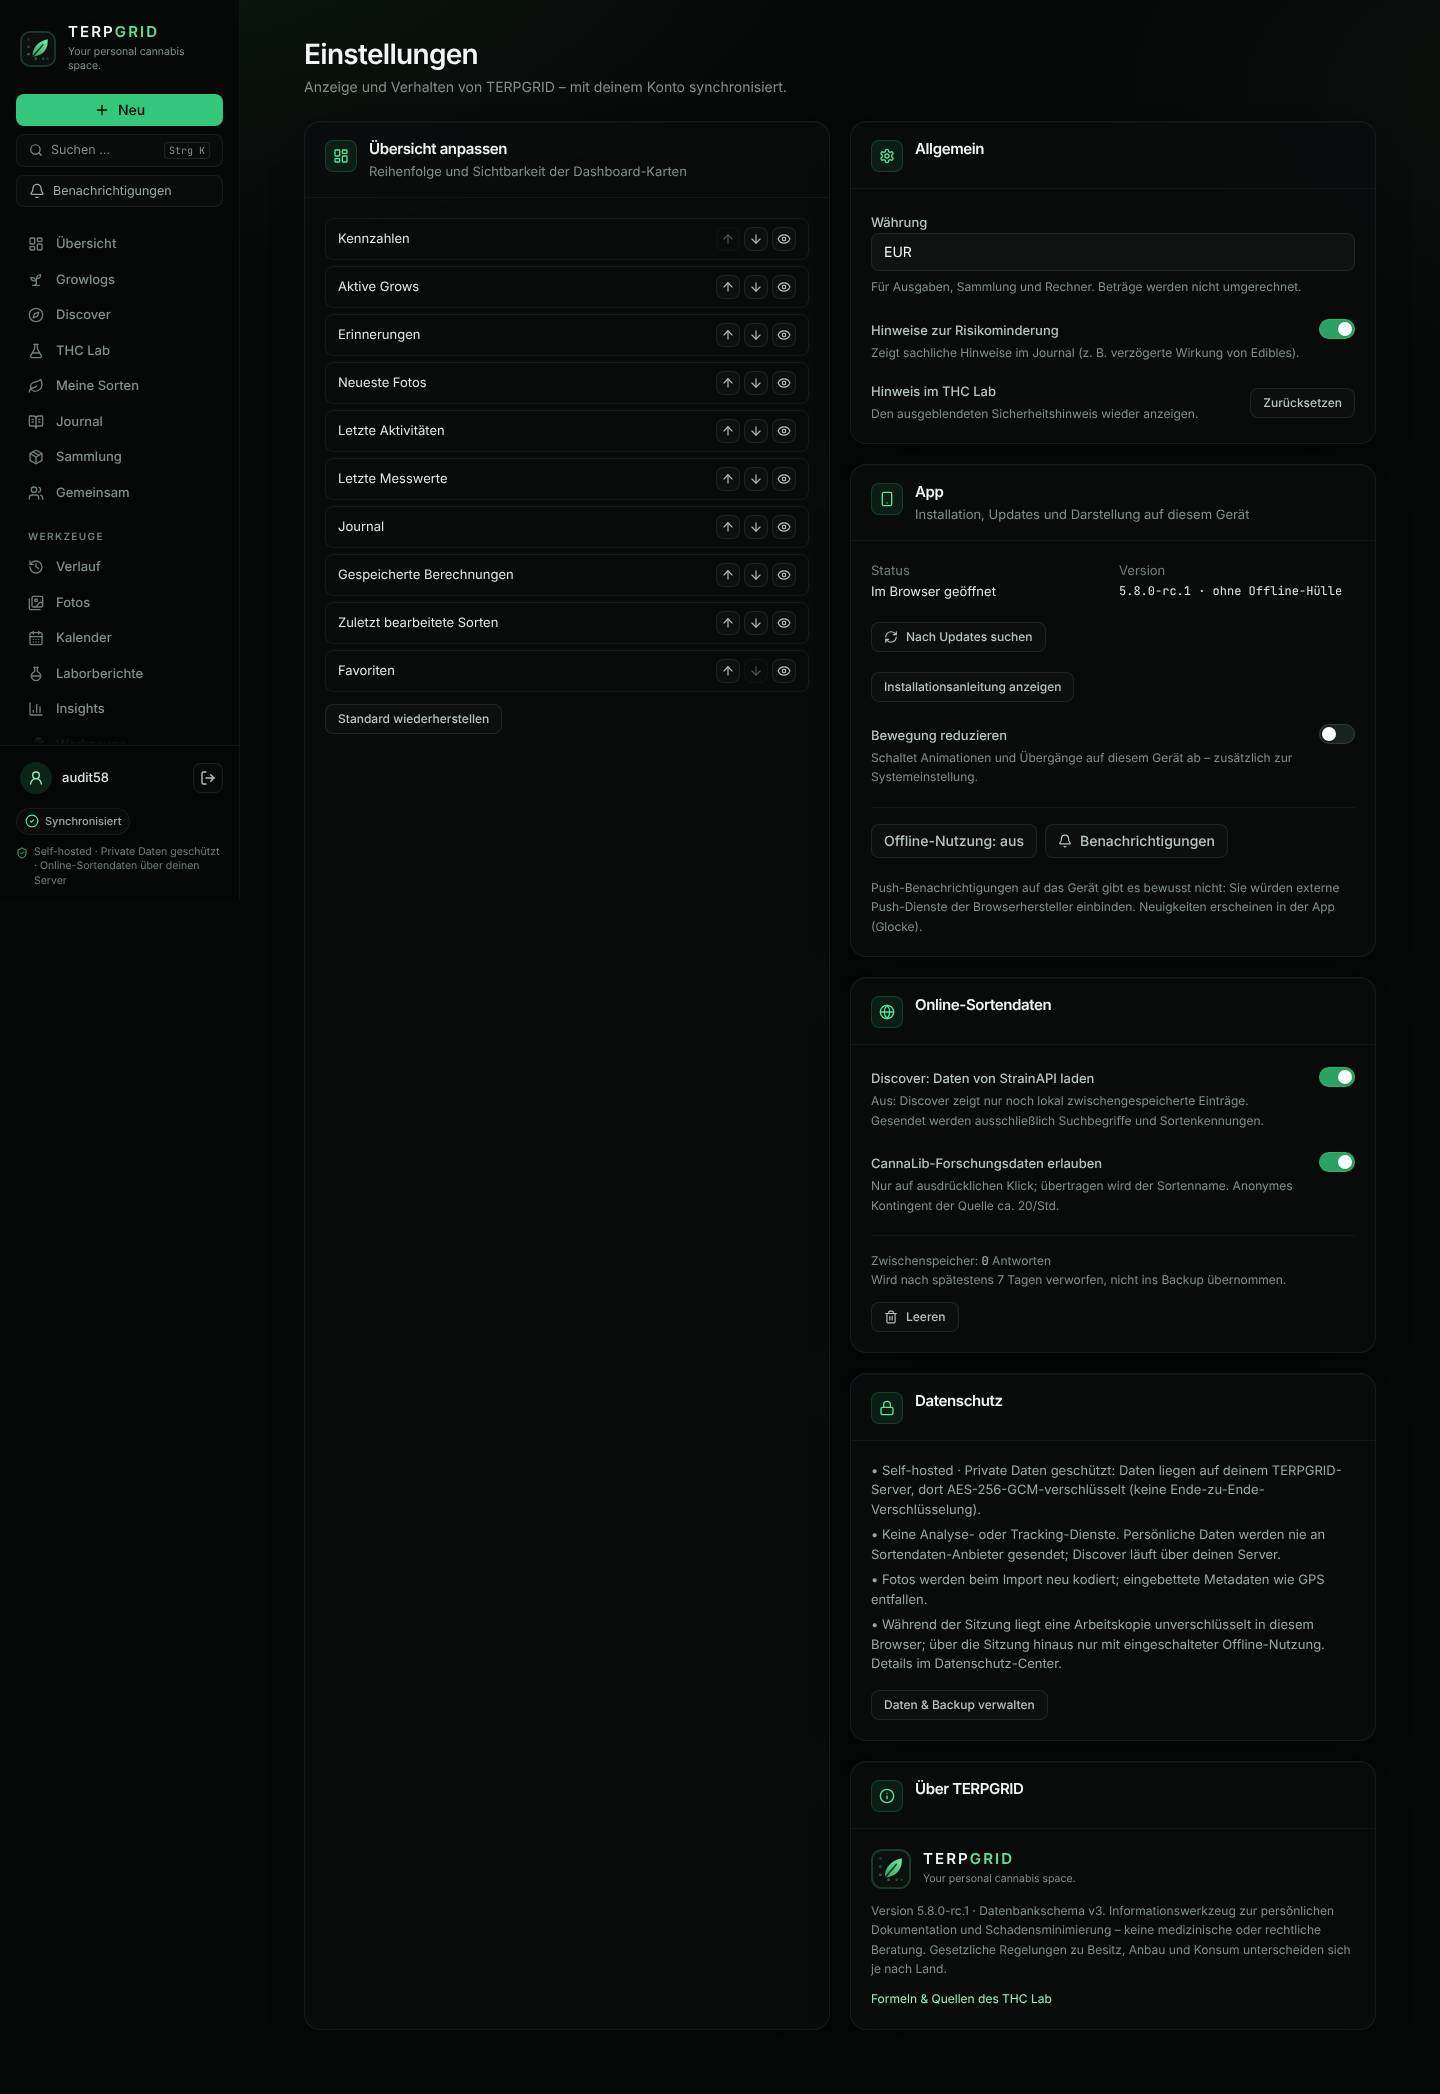 TERPGRID
Your personal cannabis
space.
Neu
Suchen ...
Strg K
Benachrichtigungen
Übersicht
Growlogs
Discover
THC Lab
Meine Sorten
Journal
Sammlung
Gemeinsam
WERKZEUGE
Verlauf
Fotos
Kalender
Laborberichte
Insights
audit58
Synchronisiert
Self-hosted · Private Daten geschützt
· Online-Sortendaten über deinen
Server
Einstellungen
Anzeige und Verhalten von TERPGRID – mit deinem Konto synchronisiert.
Übersicht anpassen
Reihenfolge und Sichtbarkeit der Dashboard-Karten
Kennzahlen
Aktive Grows
Erinnerungen
Neueste Fotos
Letzte Aktivitäten
Letzte Messwerte
Journal
Gespeicherte Berechnungen
Zuletzt bearbeitete Sorten
Favoriten
Standard wiederherstellen
Allgemein
Währung
EUR
Für Ausgaben, Sammlung und Rechner. Beträge werden nicht umgerechnet.
Hinweise zur Risikominderung
Zeigt sachliche Hinweise im Journal (z. B. verzögerte Wirkung von Edibles).
Hinweis im THC Lab
Den ausgeblendeten Sicherheitshinweis wieder anzeigen.
Zurücksetzen
App
Installation, Updates und Darstellung auf diesem Gerät
Status
Im Browser geöffnet
Version
5.8.0-rc.1 · ohne Offline-Hülle
Nach Updates suchen
Installationsanleitung anzeigen
Bewegung reduzieren
Schaltet Animationen und Übergänge auf diesem Gerät ab – zusätzlich zur
Systemeinstellung.
Offline-Nutzung: aus
Benachrichtigungen
Push-Benachrichtigungen auf das Gerät gibt es bewusst nicht: Sie würden externe
Push-Dienste der Browserhersteller einbinden. Neuigkeiten erscheinen in der App
(Glocke).
Online-Sortendaten
Discover: Daten von StrainAPI laden
Aus: Discover zeigt nur noch lokal zwischengespeicherte Einträge.
Gesendet werden ausschließlich Suchbegriffe und Sortenkennungen.
CannaLib-Forschungsdaten erlauben
Nur auf ausdrücklichen Klick; übertragen wird der Sortenname. Anonymes
Kontingent der Quelle ca. 20/Std.
Zwischenspeicher: 0 Antworten
Wird nach spätestens 7 Tagen verworfen, nicht ins Backup übernommen.
Leeren
Datenschutz
• Self-hosted · Private Daten geschützt: Daten liegen auf deinem TERPGRID-
Server, dort AES-256-GCM-verschlüsselt (keine Ende-zu-Ende-
Verschlüsselung).
• Keine Analyse- oder Tracking-Dienste. Persönliche Daten werden nie an
Sortendaten-Anbieter gesendet; Discover läuft über deinen Server.
• Fotos werden beim Import neu kodiert; eingebettete Metadaten wie GPS
entfallen.
• Während der Sitzung liegt eine Arbeitskopie unverschlüsselt in diesem
Browser; über die Sitzung hinaus nur mit eingeschalteter Offline-Nutzung.
Details im Datenschutz-Center.
Daten & Backup verwalten
Über TERPGRID
TERPGRID
Your personal cannabis space.
Version 5.8.0-rc.1 · Datenbankschema v3. Informationswerkzeug zur persönlichen
Dokumentation und Schadensminimierung – keine medizinische oder rechtliche
Beratung. Gesetzliche Regelungen zu Besitz, Anbau und Konsum unterscheiden sich
je nach Land.
Formeln & Quellen des THC Lab